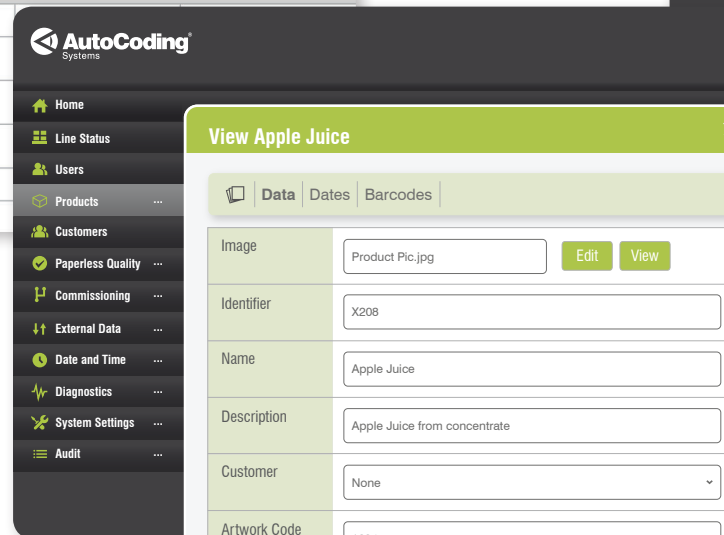 AutoCoding®
Systems
Home
Line Status
Users
Products ...
Customers
Paperless Quality ...
Commissioning ...
External Data ...
Date and Time ...
Diagnostics ...
System Settings ...
Audit ...
View Apple Juice
Data Dates Barcodes
Image Product Pic.jpg Edit View
Identifier X208
Name Apple Juice
Description Apple Juice from concentrate
Customer None
Artwork Code